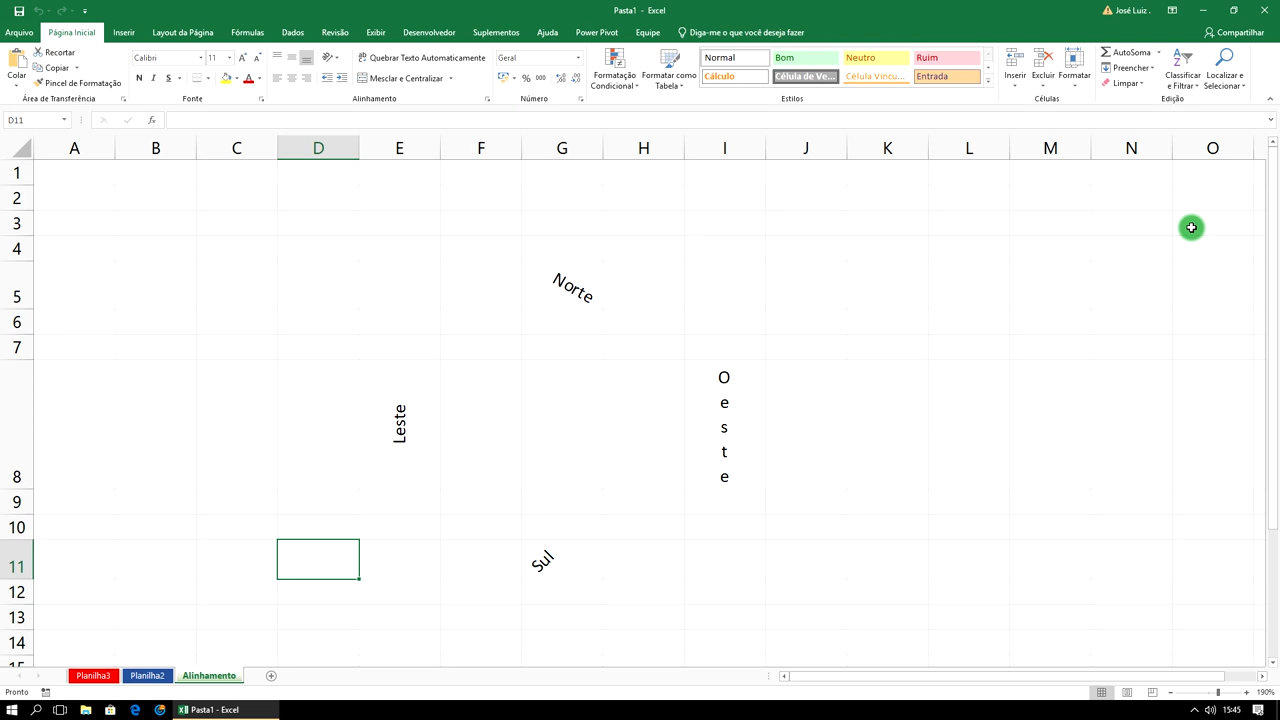 Pasta1 - Excel
José Luiz .
Arquivo Página Inicial Inserir Layout da Página Fórmulas Dados Revisão Exibir Desenvolvedor Suplementos Ajuda Power Pivot Equipe Diga-me o que você deseja fazer Compartilhar
Colar
Recortar
Copiar
Pincel de Formatação
Área de Transferência
Calibri 11 A A
N I S A
Fonte
Quebrar Texto Automaticamente
Mesclar e Centralizar
Alinhamento
Geral
% 000
Número
Formatação Condicional
Formatar como Tabela
Normal Bom Neutro Ruim
Cálculo Célula de Ve... Célula Vincu... Entrada
Estilos
Inserir Excluir Formatar
Células
AutoSoma
Preencher
Limpar
Classificar e Filtrar
Localizar e Selecionar
Edição
D11 fx
A B C D E F G H I J K L M N O
1
2
3
4
5 Norte
6
7
8 Leste Oeste
9
10
11 Sul
12
13
14
15
Planilha3 Planilha2 Alinhamento
Pronto 190%
Pasta1 - Excel 15:45